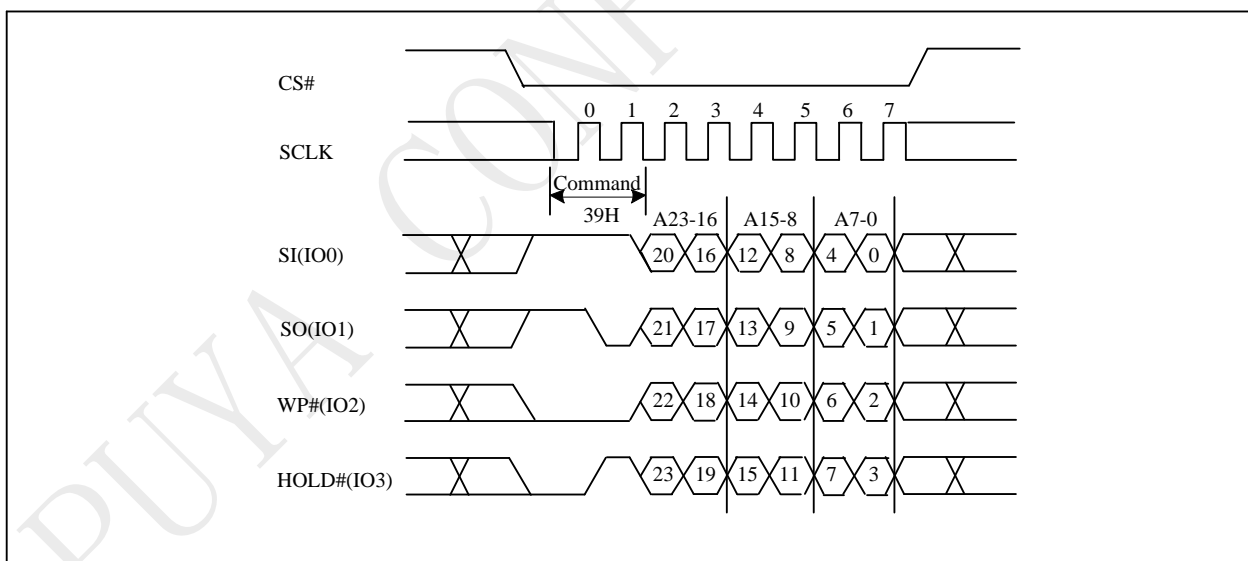 CS#
0 1 2 3 4 5 6 7
SCLK
Command
39H
A23-16 A15-8 A7-0
SI(IO0) 20 16 12 8 4 0
SO(IO1) 21 17 13 9 5 1
WP#(IO2) 22 18 14 10 6 2
HOLD#(IO3) 23 19 15 11 7 3
PUYA